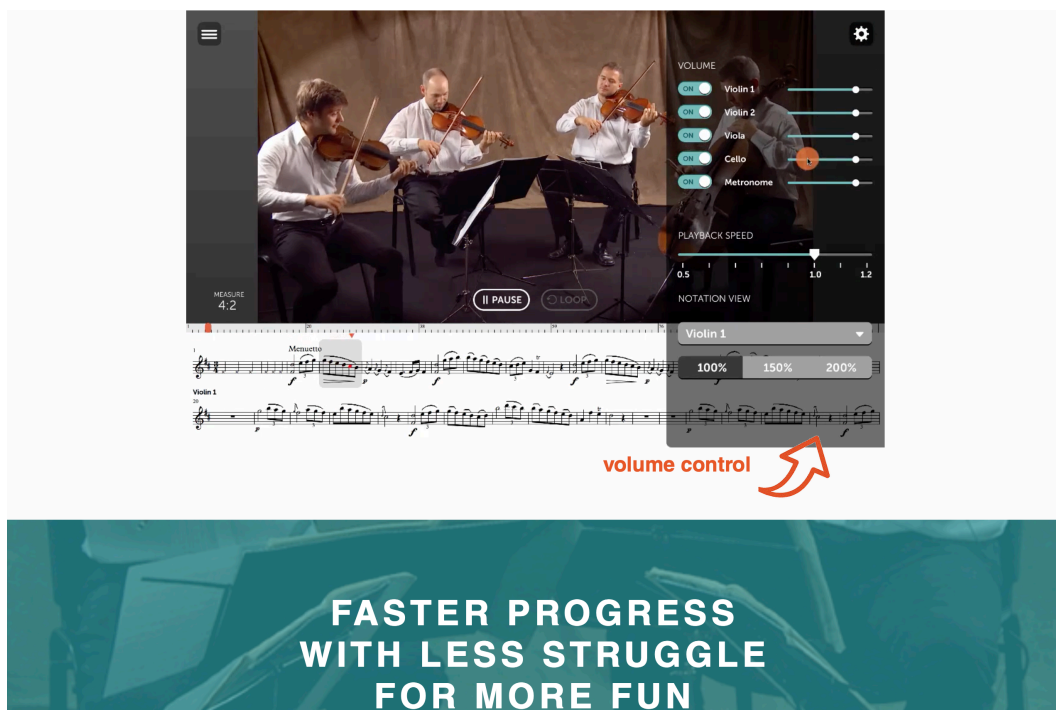 VOLUME
ON Violin 1
ON Violin 2
ON Viola
ON Cello
ON Metronome
PLAYBACK SPEED
0.5 1.0 1.2
MEASURE
4:2
PAUSE
LOOP
NOTATION VIEW
Violin 1
100% 150% 200%
Menuetto
Violin 1
20
volume control
FASTER PROGRESS
WITH LESS STRUGGLE
FOR MORE FUN